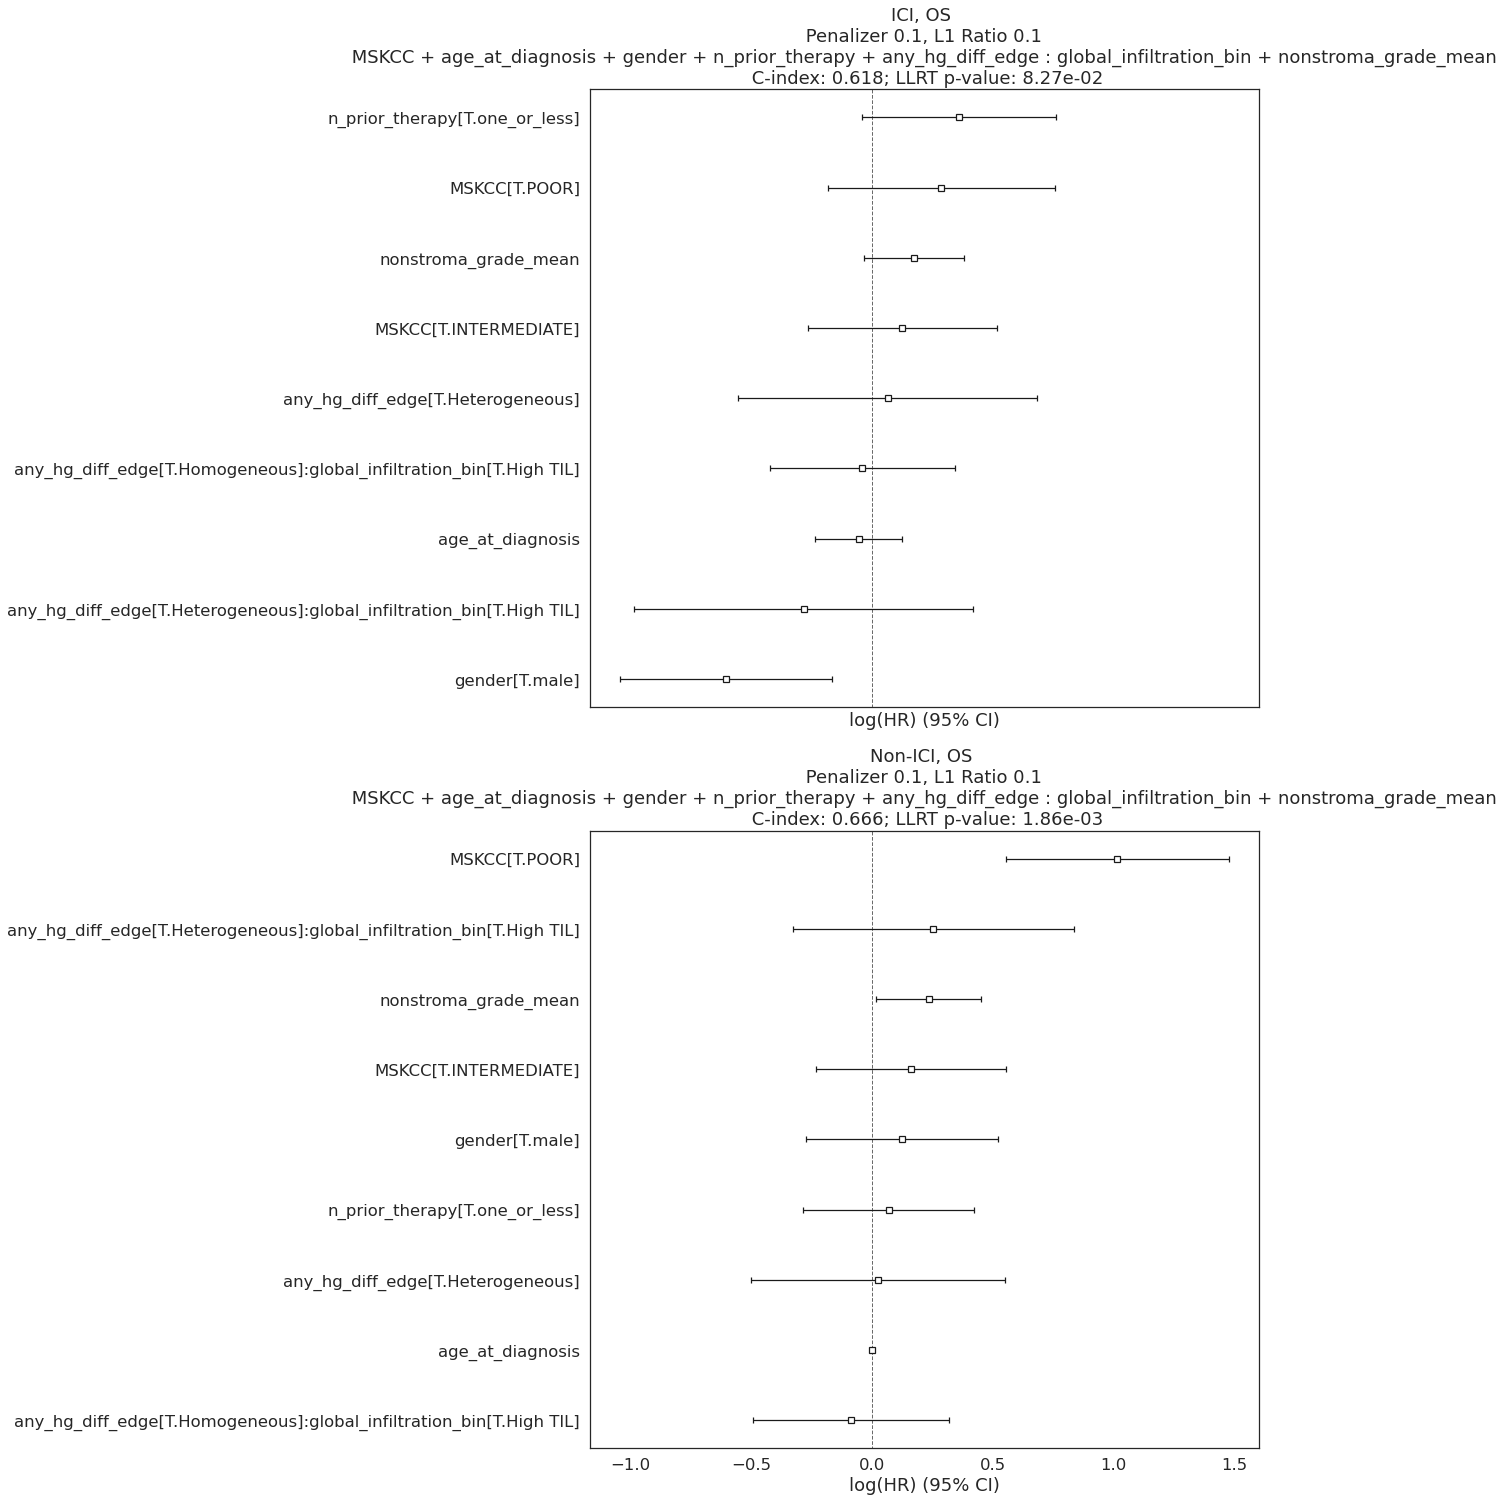 ICI, OS
Penalizer 0.1, L1 Ratio 0.1
MSKCC + age_at_diagnosis + gender + n_prior_therapy + any_hg_diff_edge : global_infiltration_bin + nonstroma_grade_mean
C-index: 0.618; LLRT p-value: 8.27e-02
n_prior_therapy[T.one_or_less]
MSKCC[T.POOR]
nonstroma_grade_mean
MSKCC[T.INTERMEDIATE]
any_hg_diff_edge[T.Heterogeneous]
any_hg_diff_edge[T.Homogeneous]:global_infiltration_bin[T.High TIL]
age_at_diagnosis
any_hg_diff_edge[T.Heterogeneous]:global_infiltration_bin[T.High TIL]
gender[T.male]
log(HR) (95% CI)
Non-ICI, OS
Penalizer 0.1, L1 Ratio 0.1
MSKCC + age_at_diagnosis + gender + n_prior_therapy + any_hg_diff_edge : global_infiltration_bin + nonstroma_grade_mean
C-index: 0.666; LLRT p-value: 1.86e-03
MSKCC[T.POOR]
any_hg_diff_edge[T.Heterogeneous]:global_infiltration_bin[T.High TIL]
nonstroma_grade_mean
MSKCC[T.INTERMEDIATE]
gender[T.male]
n_prior_therapy[T.one_or_less]
any_hg_diff_edge[T.Heterogeneous]
age_at_diagnosis
any_hg_diff_edge[T.Homogeneous]:global_infiltration_bin[T.High TIL]
−1.0 −0.5 0.0 0.5 1.0 1.5
log(HR) (95% CI)